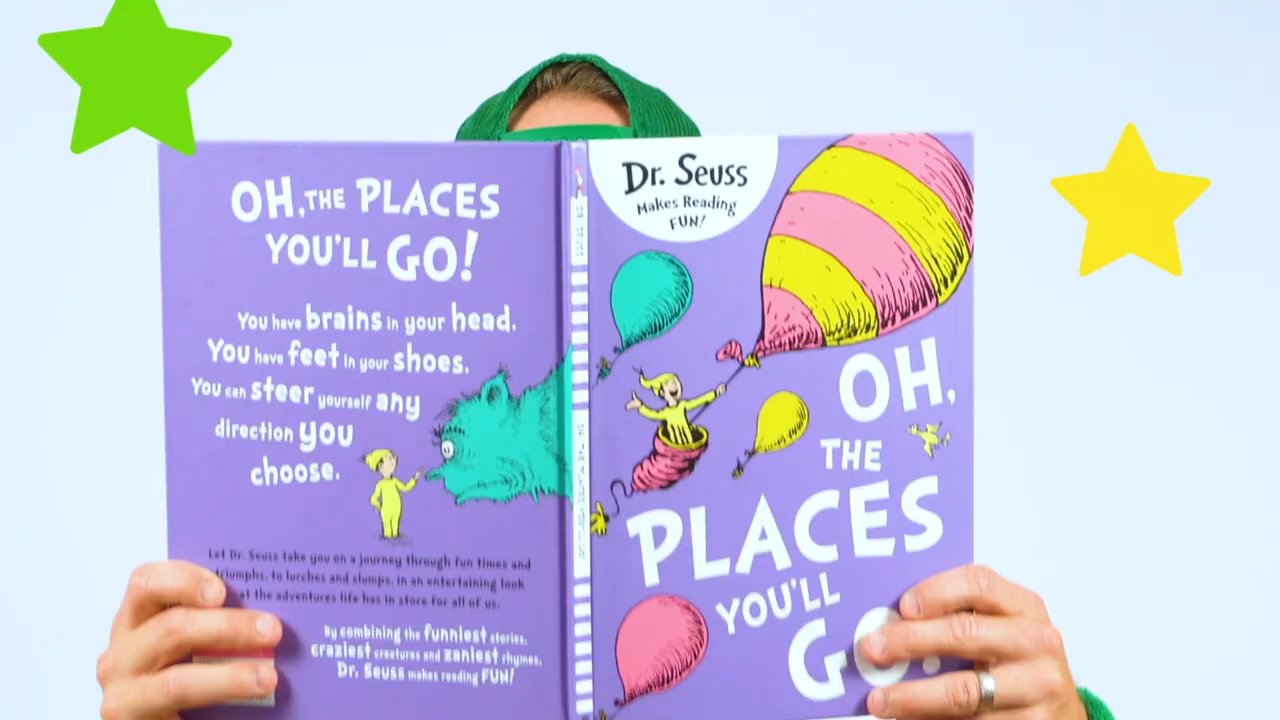 OH, THE PLACES
YOU'LL GO!
You have brains in your head.
You have feet in your shoes.
You can steer yourself any
direction you
choose.
Let Dr. Seuss take you on a journey through fun times and
triumphs, to lurches and slumps, in an entertaining look
at the adventures life has in store for all of us.
By combining the funniest stories,
craziest creatures and zaniest rhymes,
Dr. Seuss makes reading FUN!
Dr. Seuss
Makes Reading
FUN!
OH,
THE
PLACES
YOU'LL
GO!